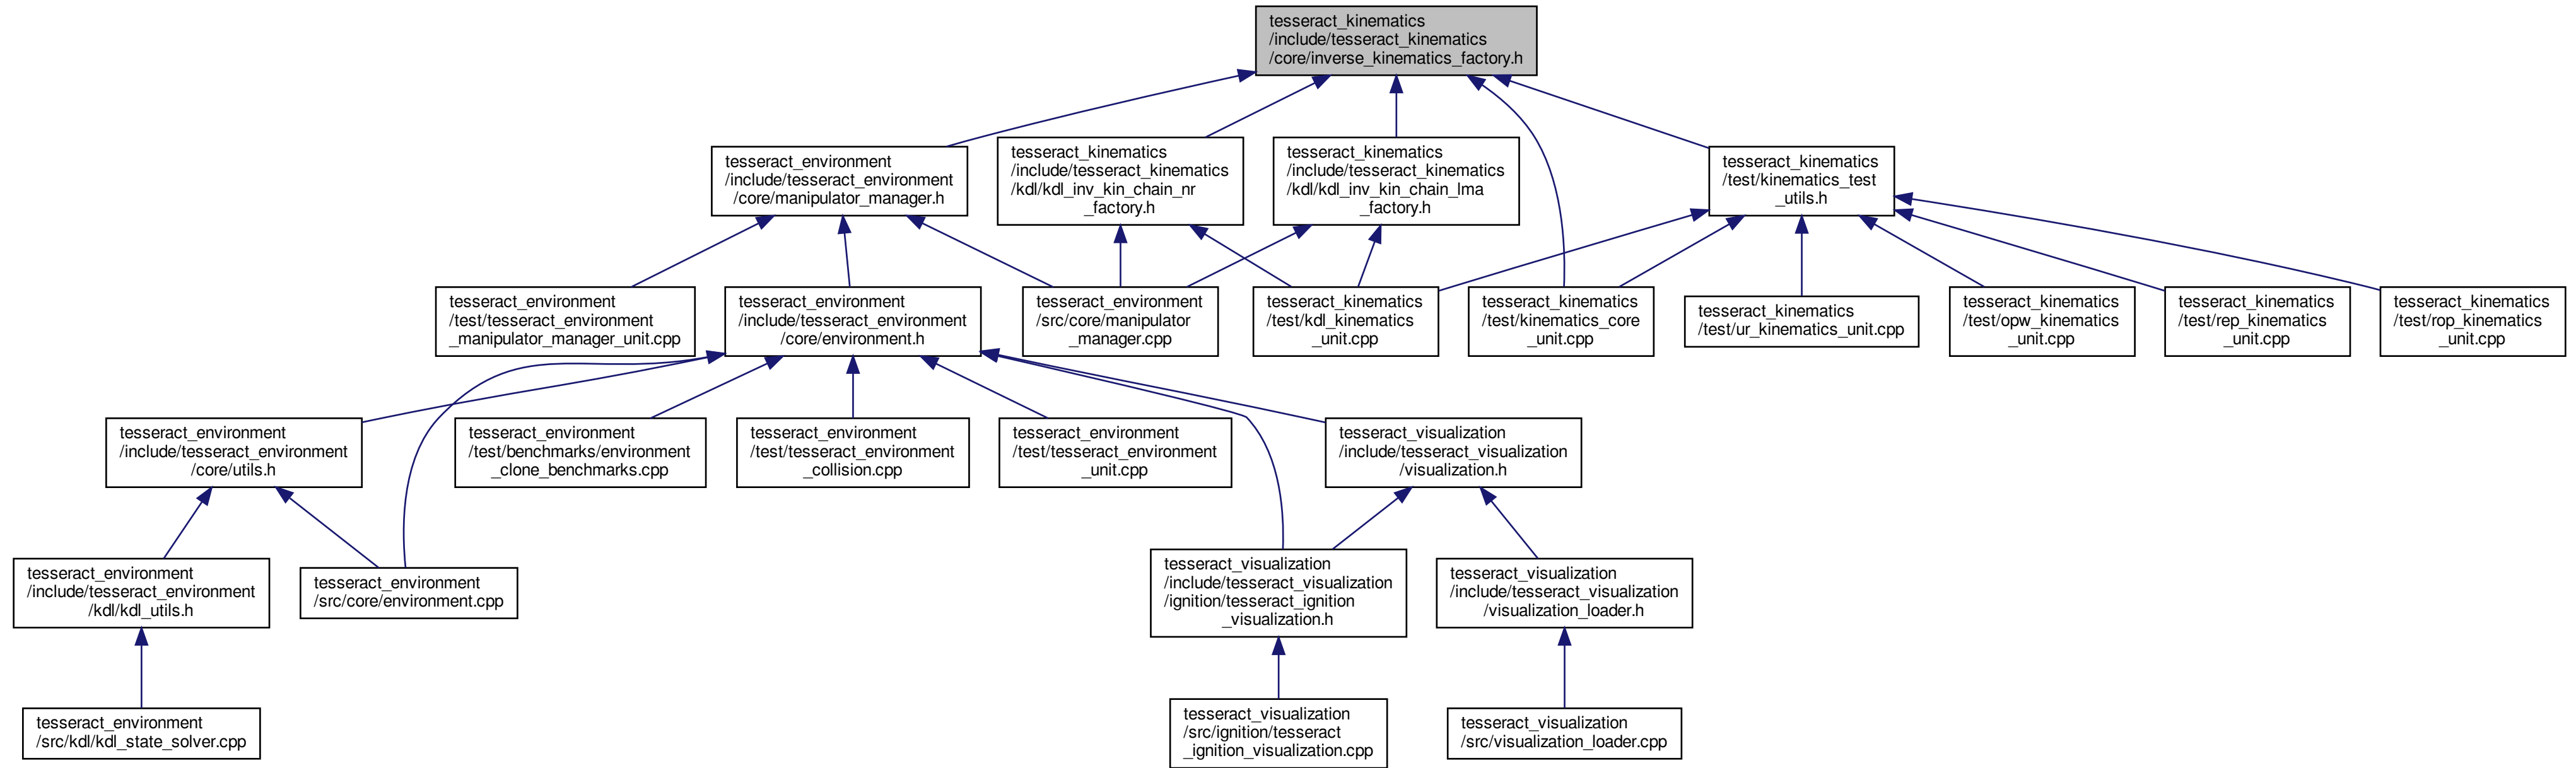 tesseract_kinematics
/include/tesseract_kinematics
/core/inverse_kinematics_factory.h
tesseract_environment
/include/tesseract_environment
/core/manipulator_manager.h
tesseract_kinematics
/include/tesseract_kinematics
/kdl/kdl_inv_kin_chain_nr
_factory.h
tesseract_kinematics
/include/tesseract_kinematics
/kdl/kdl_inv_kin_chain_lma
_factory.h
tesseract_kinematics
/test/kinematics_test
_utils.h
tesseract_environment
/test/tesseract_environment
_manipulator_manager_unit.cpp
tesseract_environment
/include/tesseract_environment
/core/environment.h
tesseract_environment
/src/core/manipulator
_manager.cpp
tesseract_kinematics
/test/kdl_kinematics
_unit.cpp
tesseract_kinematics
/test/kinematics_core
_unit.cpp
tesseract_kinematics
/test/ur_kinematics_unit.cpp
tesseract_kinematics
/test/opw_kinematics
_unit.cpp
tesseract_kinematics
/test/rep_kinematics
_unit.cpp
tesseract_kinematics
/test/rop_kinematics
_unit.cpp
tesseract_environment
/include/tesseract_environment
/core/utils.h
tesseract_environment
/test/benchmarks/environment
_clone_benchmarks.cpp
tesseract_environment
/test/tesseract_environment
_collision.cpp
tesseract_environment
/test/tesseract_environment
_unit.cpp
tesseract_visualization
/include/tesseract_visualization
/visualization.h
tesseract_environment
/include/tesseract_environment
/kdl/kdl_utils.h
tesseract_environment
/src/core/environment.cpp
tesseract_visualization
/include/tesseract_visualization
/ignition/tesseract_ignition
_visualization.h
tesseract_visualization
/include/tesseract_visualization
/visualization_loader.h
tesseract_environment
/src/kdl/kdl_state_solver.cpp
tesseract_visualization
/src/ignition/tesseract
_ignition_visualization.cpp
tesseract_visualization
/src/visualization_loader.cpp